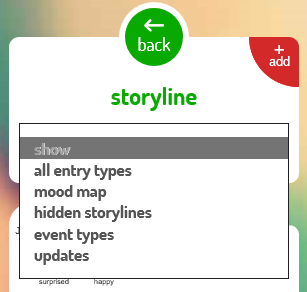 ←
back
+
add
storyline
show
all entry types
mood map
hidden storylines
event types
updates
surprised happy